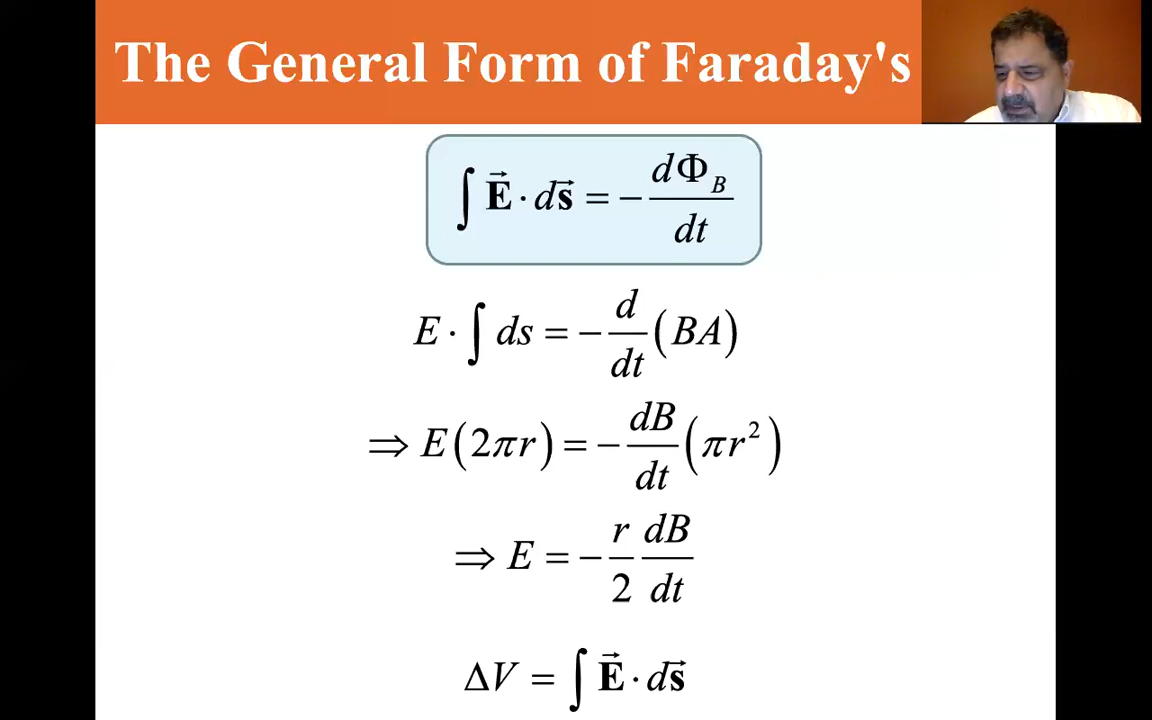 The General Form of Faraday's
∫ E⃗ · ds⃗ = − dΦ_B / dt
E · ∫ ds = − d/dt (BA)
⇒ E(2πr) = − dB/dt (πr²)
⇒ E = − r/2 dB/dt
ΔV = ∫ E⃗ · ds⃗